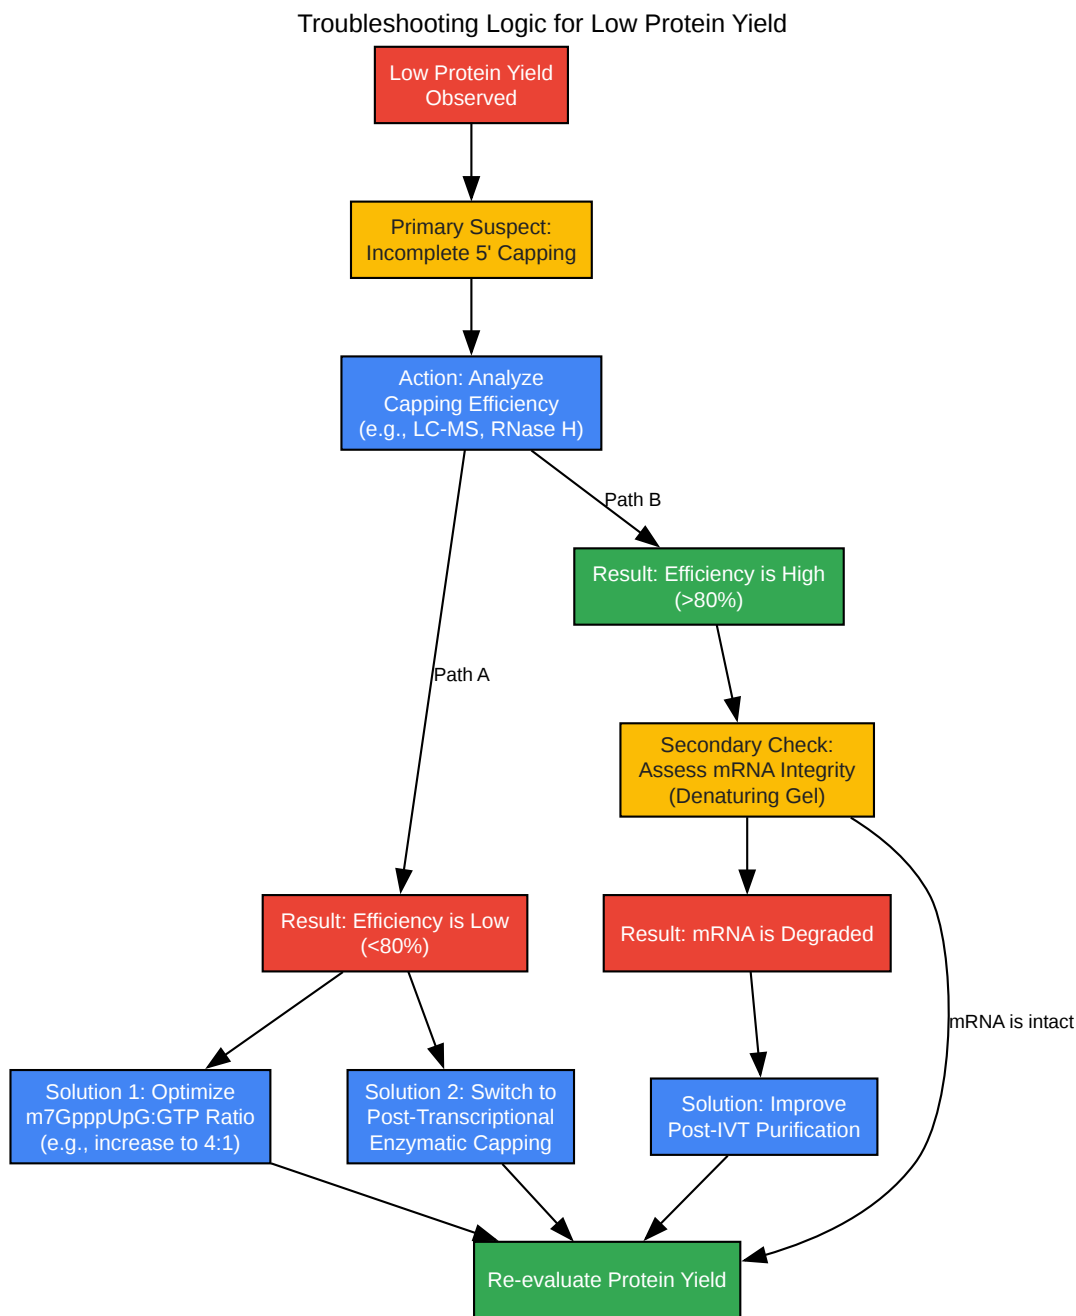 Troubleshooting Logic for Low Protein Yield
Low Protein Yield
Observed
Primary Suspect:
Incomplete 5' Capping
Action: Analyze
Capping Efficiency
(e.g., LC-MS, RNase H)
Path B
Result: Efficiency is High
(>80%)
Path A
Secondary Check:
Assess mRNA Integrity
(Denaturing Gel)
Result: Efficiency is Low
(<80%)
Result: mRNA is Degraded
mRNA is intact
Solution 1: Optimize
m7GpppUpG:GTP Ratio
(e.g., increase to 4:1)
Solution 2: Switch to
Post-Transcriptional
Enzymatic Capping
Solution: Improve
Post-IVT Purification
Re-evaluate Protein Yield